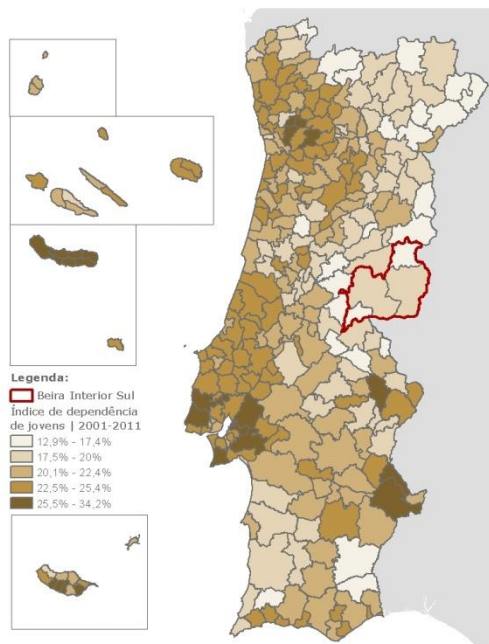 Legenda:
Beira Interior Sul
Índice de dependência
de jovens | 2001-2011
12,9% - 17,4%
17,5% - 20%
20,1% - 22,4%
22,5% - 25,4%
25,5% - 34,2%